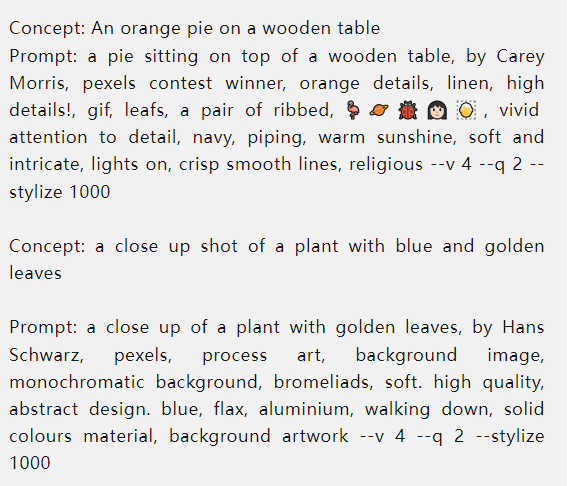 Concept: An orange pie on a wooden table
Prompt: a pie sitting on top of a wooden table, by Carey
Morris, pexels contest winner, orange details, linen, high
details!, gif, leafs, a pair of ribbed, 🦩🪐🐞👩🏻🔅, vivid
attention to detail, navy, piping, warm sunshine, soft and
intricate, lights on, crisp smooth lines, religious --v 4 --q 2 --
stylize 1000
Concept: a close up shot of a plant with blue and golden
leaves
Prompt: a close up of a plant with golden leaves, by Hans
Schwarz, pexels, process art, background image,
monochromatic background, bromeliads, soft. high quality,
abstract design. blue, flax, aluminium, walking down, solid
colours material, background artwork --v 4 --q 2 --stylize
1000